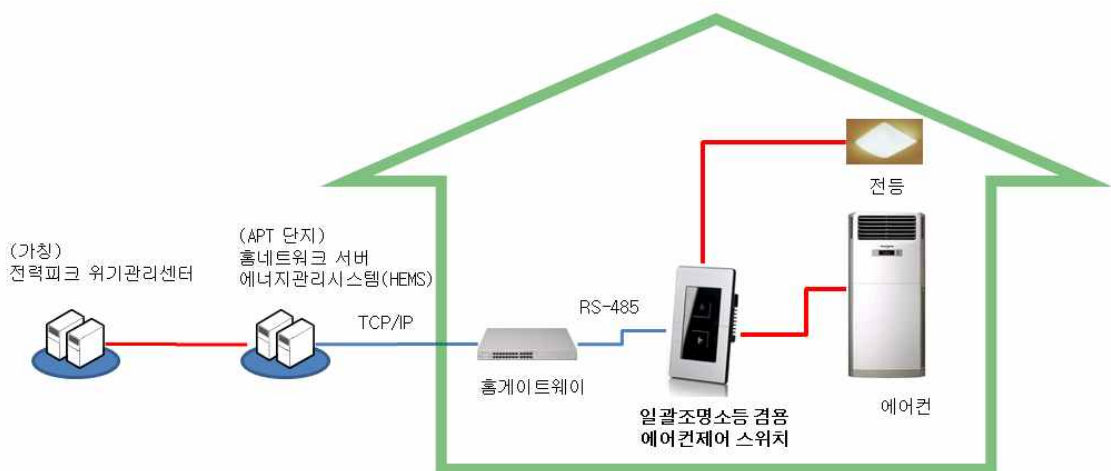 (가칭)
전력피크 위기관리센터
(APT 단지)
홈네트워크 서버
에너지관리시스템(HEMS)
TCP/IP
홈게이트웨이
RS-485
일괄조명소등 겸용
에어컨제어 스위치
전등
에어컨